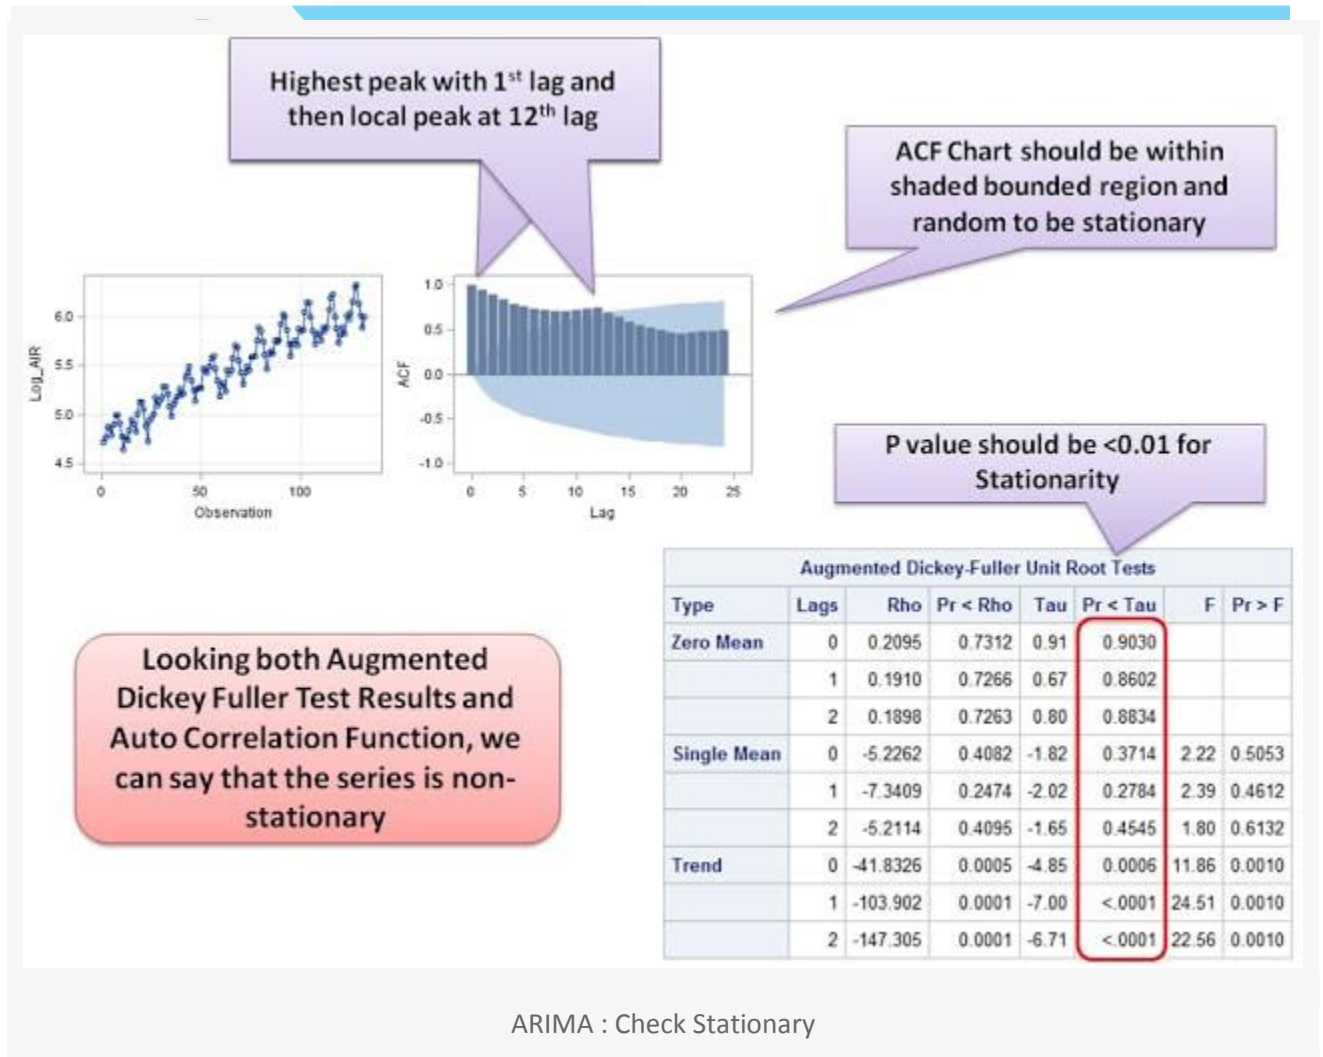 Highest peak with 1st lag and
then local peak at 12th lag
ACF Chart should be within
shaded bounded region and
random to be stationary
Log_AIR
6.0
5.5
5.0
4.5
0 50 100
Observation
ACF
1.0
0.5
0.0
-0.5
-1.0
0 5 10 15 20 25
Lag
P value should be <0.01 for
Stationarity
Looking both Augmented
Dickey Fuller Test Results and
Auto Correlation Function, we
can say that the series is non-
stationary
Augmented Dickey-Fuller Unit Root Tests
Type Lags Rho Pr < Rho Tau Pr < Tau F Pr > F
Zero Mean 0 0.2095 0.7312 0.91 0.9030
1 0.1910 0.7266 0.67 0.8602
2 0.1898 0.7263 0.80 0.8834
Single Mean 0 -5.2262 0.4082 -1.82 0.3714 2.22 0.5053
1 -7.3409 0.2474 -2.02 0.2784 2.39 0.4612
2 -5.2114 0.4095 -1.65 0.4545 1.80 0.6132
Trend 0 -41.8326 0.0005 -4.85 0.0006 11.86 0.0010
1 -103.902 0.0001 -7.00 <.0001 24.51 0.0010
2 -147.305 0.0001 -6.71 <.0001 22.56 0.0010
ARIMA : Check Stationary